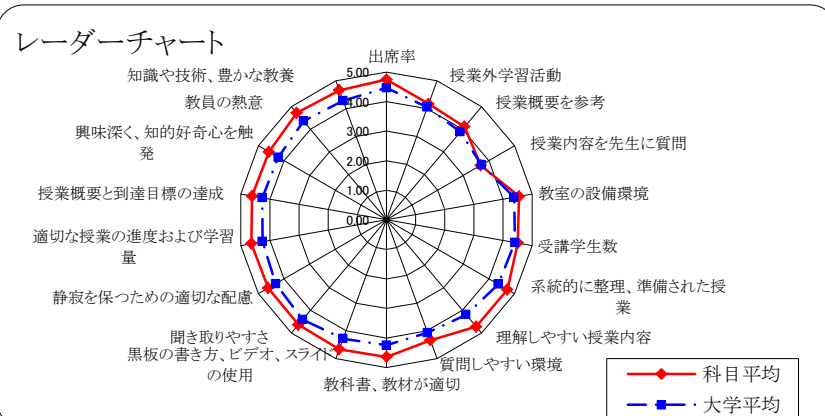 レーダーチャート
出席率
授業外学習活動
授業概要を参考
授業内容を先生に質問
教室の設備環境
受講学生数
系統的に整理、準備された授
業
理解しやすい授業内容
質問しやすい環境
教科書、教材が適切
黒板の書き方、ビデオ、スライド
の使用
聞き取りやすさ
静寂を保つための適切な配慮
適切な授業の進度および学習
量
授業概要と到達目標の達成
興味深く、知的好奇心を触
発
教員の熱意
知識や技術、豊かな教養
5.00
4.00
3.00
2.00
1.00
0.00
科目平均
大学平均